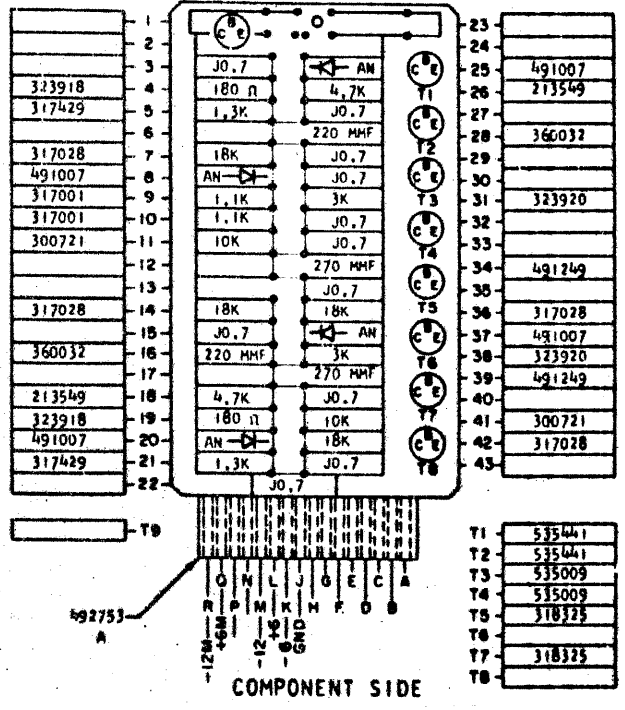 1
2
3
323918 4
317429 5
6
317028 7
491007 8
317001 9
317001 10
300721 11
12
13
317028 14
15
360032 16
17
213549 18
323918 19
491007 20
317429 21
22
T9
B
C E
O
J0.7
180 Ω
1,3K
18K
AN
1,1K
1,1K
10K
18K
J0.7
220 MMF
4,7K
180 Ω
AN
1,3K
J0.7
AN
4,7K
J0.7
220 MMF
J0.7
J0.7
3K
J0.7
J0.7
270 MMF
J0.7
18K
AN
3K
270 MMF
J0.7
10K
18K
J0.7
B
C E
T1
B
C E
T2
B
C E
T3
B
C E
T4
B
C E
T5
B
C E
T6
B
C E
T7
B
C E
T8
23
24
25 491007
26 213549
27
28 360032
29
30
31 323920
32
33
34 491249
35
36 317028
37 491007
38 323920
39 491249
40
41 300721
42 317028
43
T1 535441
T2 535441
T3 535009
T4 535009
T5 318325
T6
T7 318325
T8
492753
A
R Q P N M L K J H G F E D C B A
-12M
+6M
-12
+6
-6
GND
COMPONENT SIDE